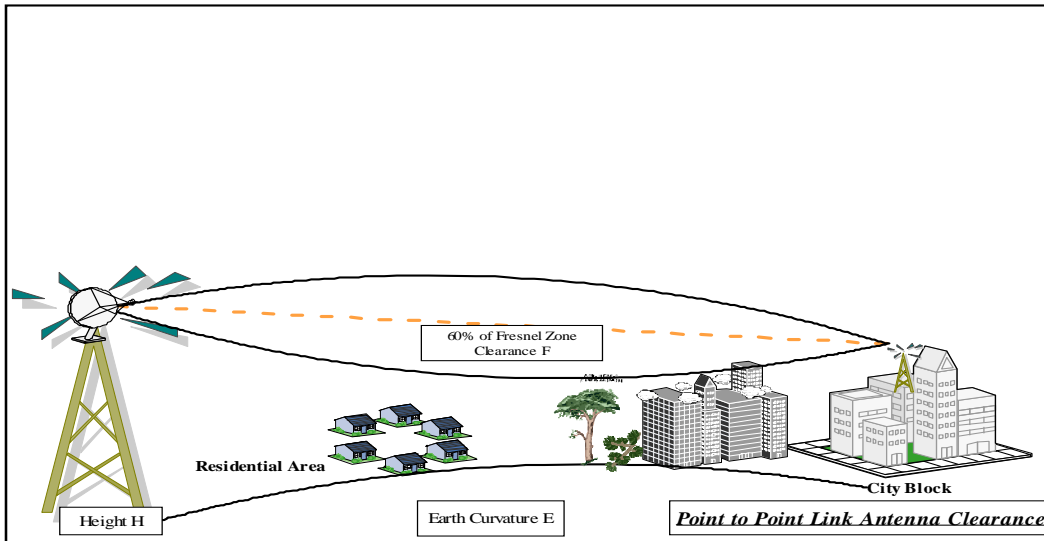 60% of Fresnel Zone
Clearance F
Residential Area
City Block
Height H
Earth Curvature E
Point to Point Link Antenna Clearance